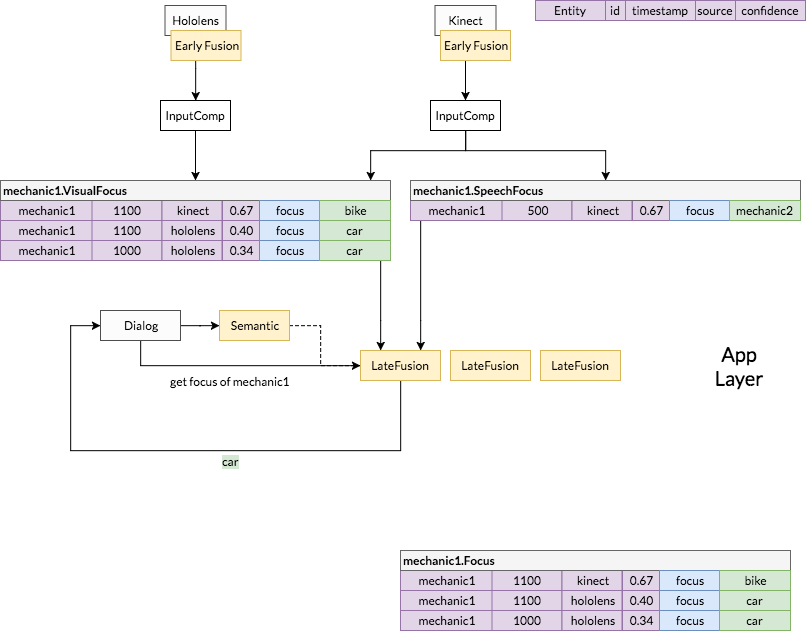 Hololens
Early Fusion
Kinect
Early Fusion
Entity id timestamp source confidence
InputComp
InputComp
mechanic1.VisualFocus
mechanic1 1100 kinect 0.67 focus bike
mechanic1 1100 hololens 0.40 focus car
mechanic1 1000 hololens 0.34 focus car
mechanic1.SpeechFocus
mechanic1 500 kinect 0.67 focus mechanic2
Dialog
Semantic
LateFusion
LateFusion
LateFusion
get focus of mechanic1
App
Layer
car
mechanic1.Focus
mechanic1 1100 kinect 0.67 focus bike
mechanic1 1100 hololens 0.40 focus car
mechanic1 1000 hololens 0.34 focus car